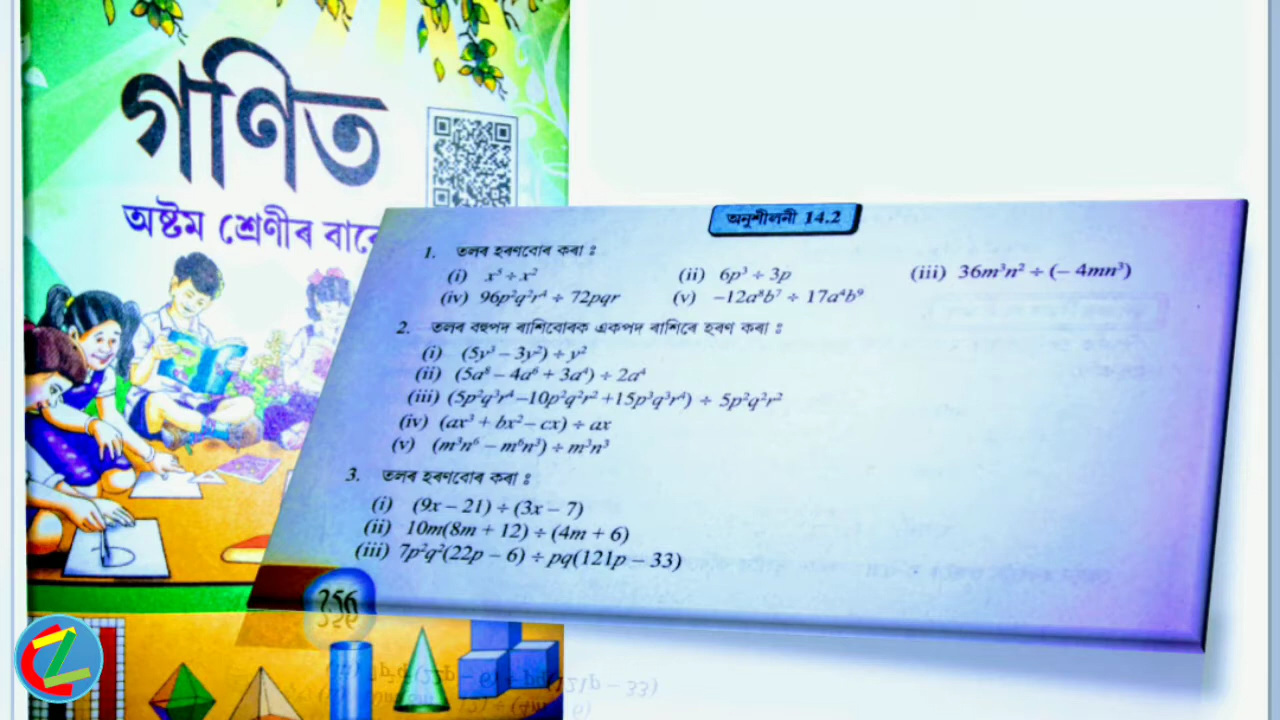 গণিত
অষ্টম শ্ৰেণীৰ
অনুশীলনী 14.2
1. তলৰ হৰণবোৰ কৰা :
(i) x⁵ ÷ x² (ii) 6p³ ÷ 3p (iii) 36m³n² ÷ (– 4mn³)
(iv) 96p²q²r⁴ ÷ 72pqr (v) –12a⁸b⁷ ÷ 17a⁴b⁹
2. তলৰ বহুপদ ৰাশিবোৰক একপদ ৰাশিৰে হৰণ কৰা :
(i) (5y³ – 3y²) ÷ y²
(ii) (5a⁸ – 4a⁶ + 3a⁴) ÷ 2a⁴
(iii) (5p²q³r⁴ –10p²q²r² +15p³q³r⁴) ÷ 5p²q²r²
(iv) (ax³ + bx² – cx) ÷ ax
(v) (m³n⁶ – m⁶n³) ÷ m³n³
3. তলৰ হৰণবোৰ কৰা :
(i) (9x – 21) ÷ (3x – 7)
(ii) 10m(8m + 12) ÷ (4m + 6)
(iii) 7p²q²(22p – 6) ÷ pq(121p – 33)
256